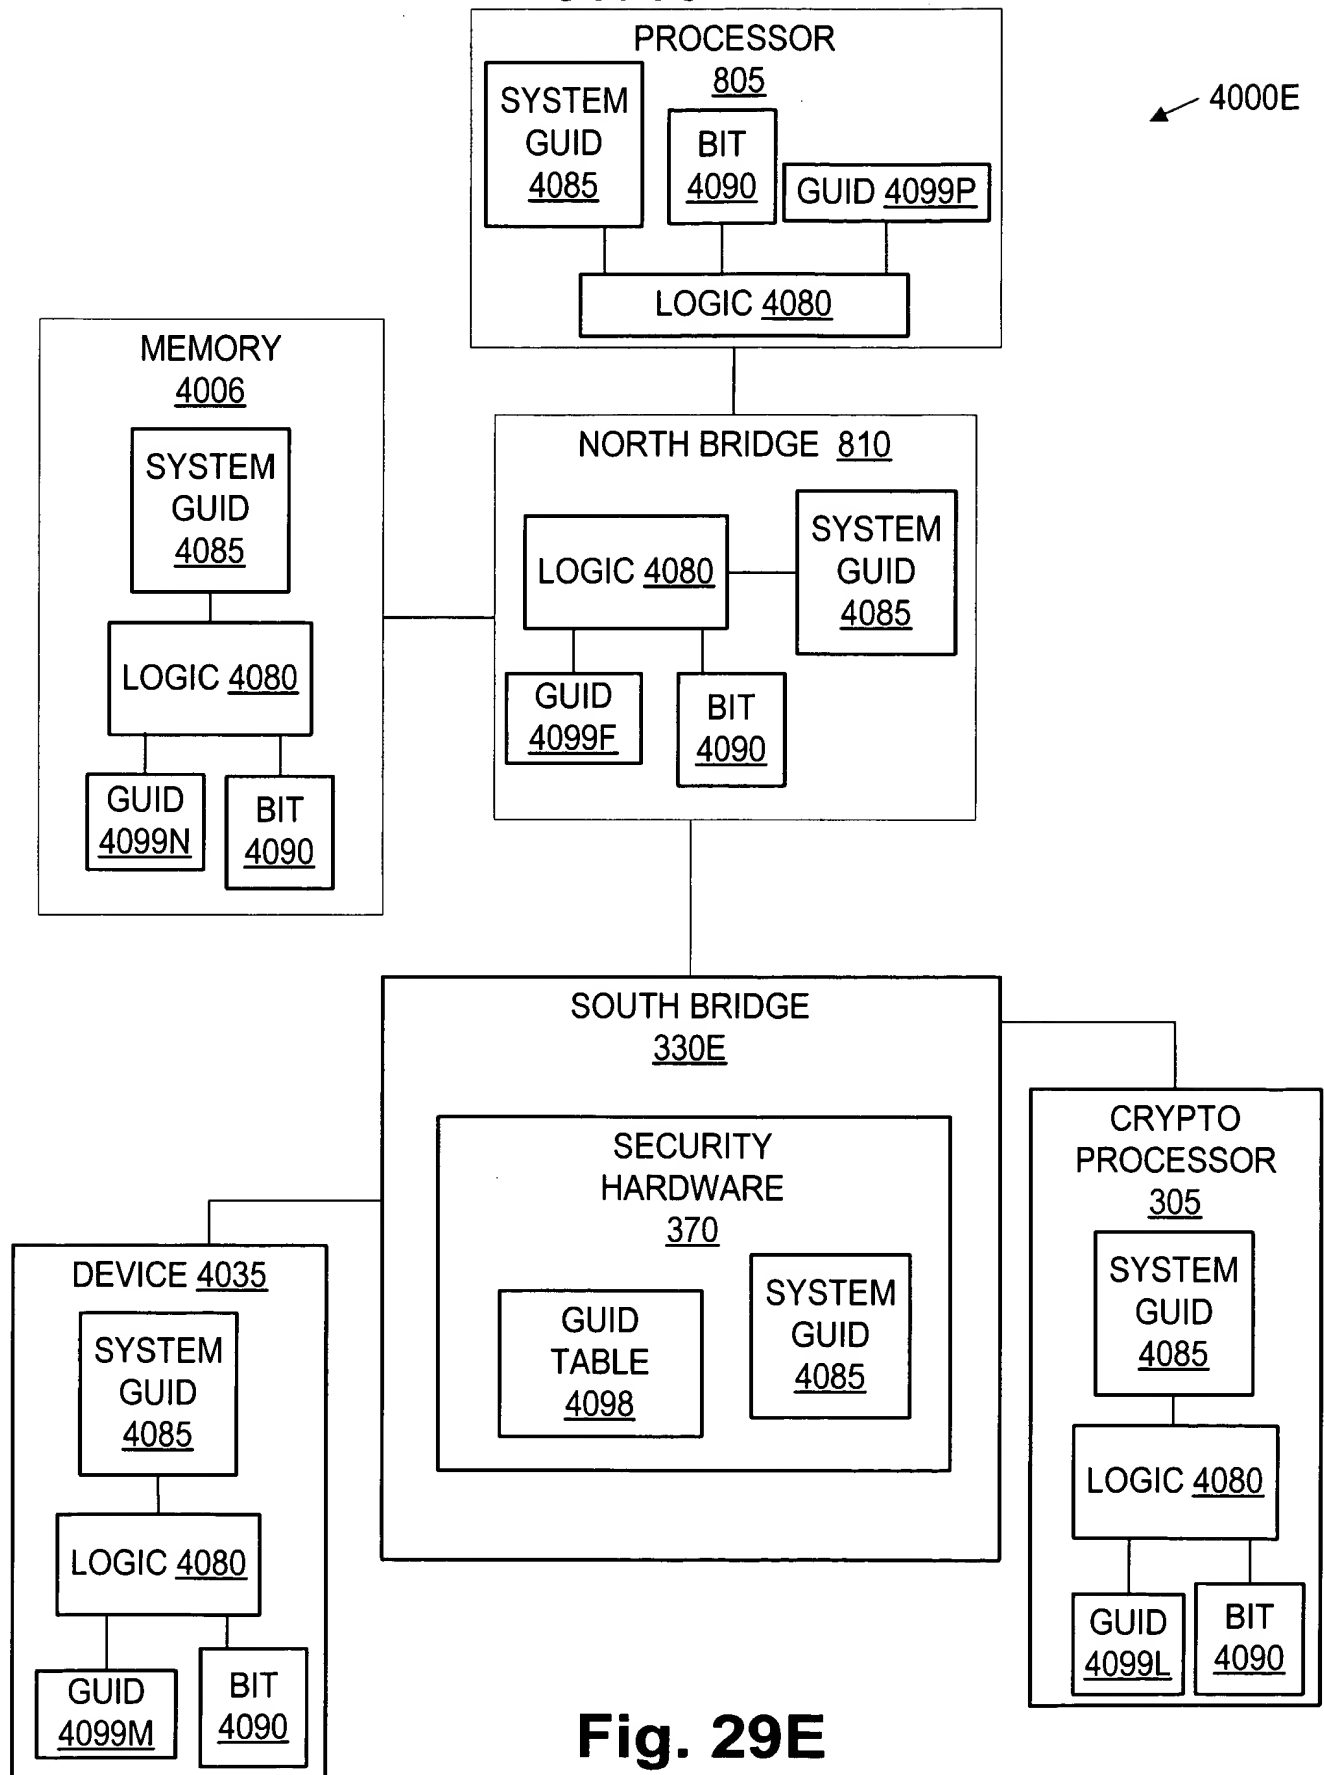 PROCESSOR
805
SYSTEM
GUID
4085
BIT
4090
GUID 4099P
LOGIC 4080
4000E
MEMORY
4006
SYSTEM
GUID
4085
LOGIC 4080
GUID
4099N
BIT
4090
NORTH BRIDGE 810
LOGIC 4080
SYSTEM
GUID
4085
GUID
4099F
BIT
4090
SOUTH BRIDGE
330E
SECURITY
HARDWARE
370
GUID
TABLE
4098
SYSTEM
GUID
4085
CRYPTO
PROCESSOR
305
SYSTEM
GUID
4085
LOGIC 4080
GUID
4099L
BIT
4090
DEVICE 4035
SYSTEM
GUID
4085
LOGIC 4080
GUID
4099M
BIT
4090
Fig. 29E